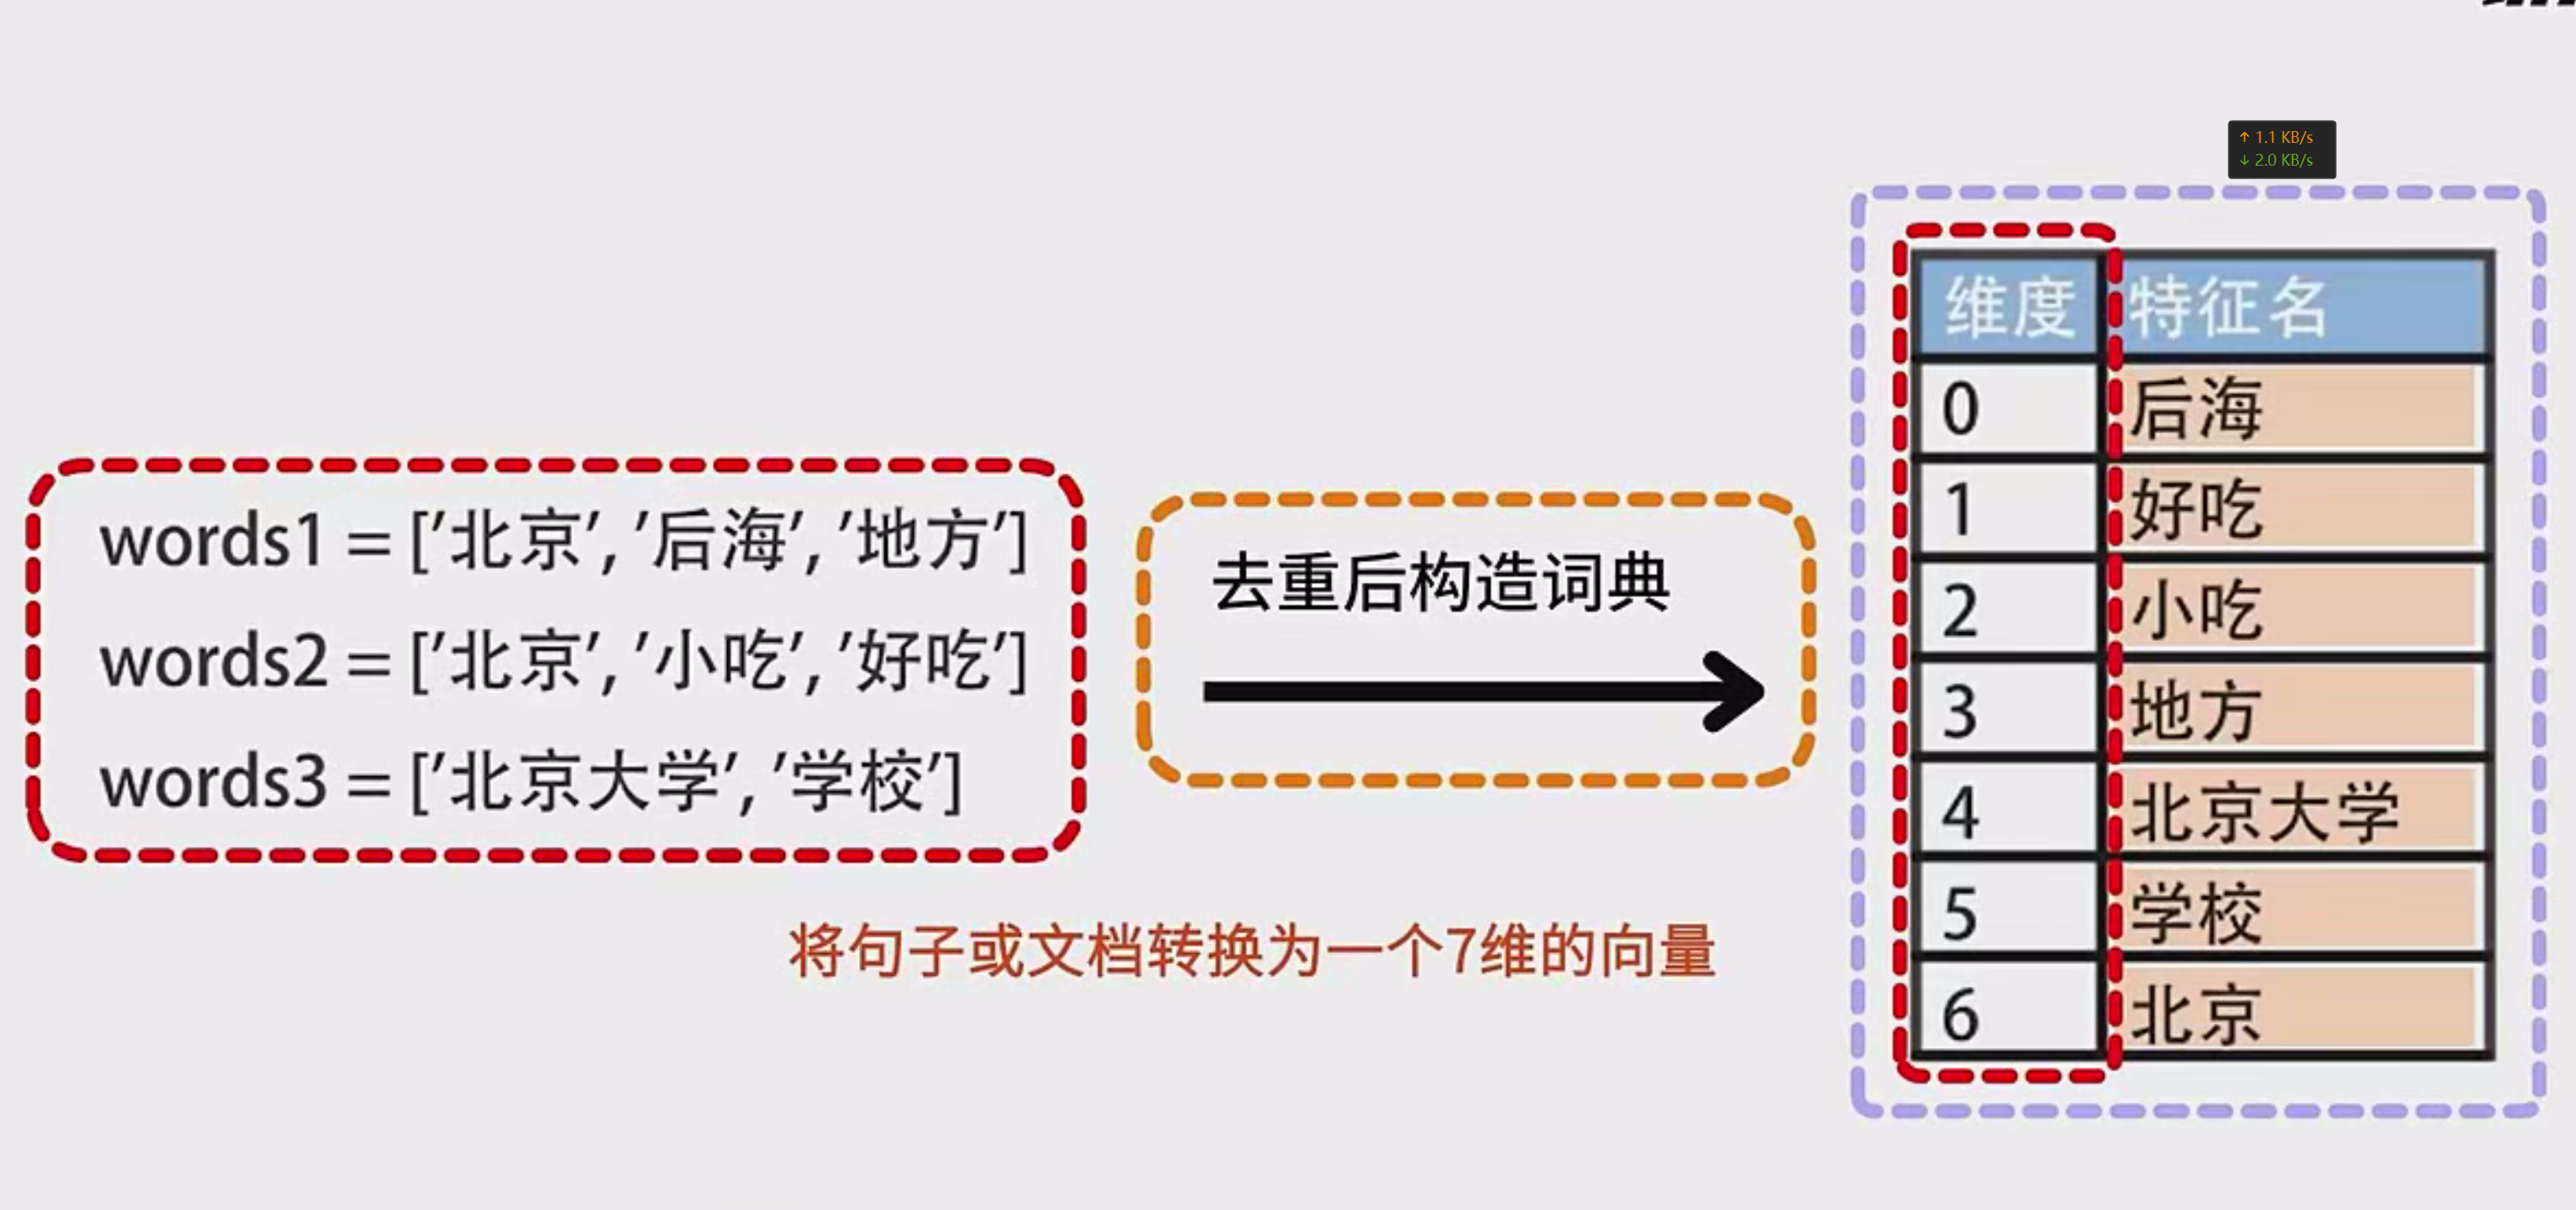 ↑ 1.1 KB/s
↓ 2.0 KB/s
words1 = ['北京', '后海', '地方']
words2 = ['北京', '小吃', '好吃']
words3 = ['北京大学', '学校']
去重后构造词典
将句子或文档转换为一个7维的向量
维度 特征名
0 后海
1 好吃
2 小吃
3 地方
4 北京大学
5 学校
6 北京